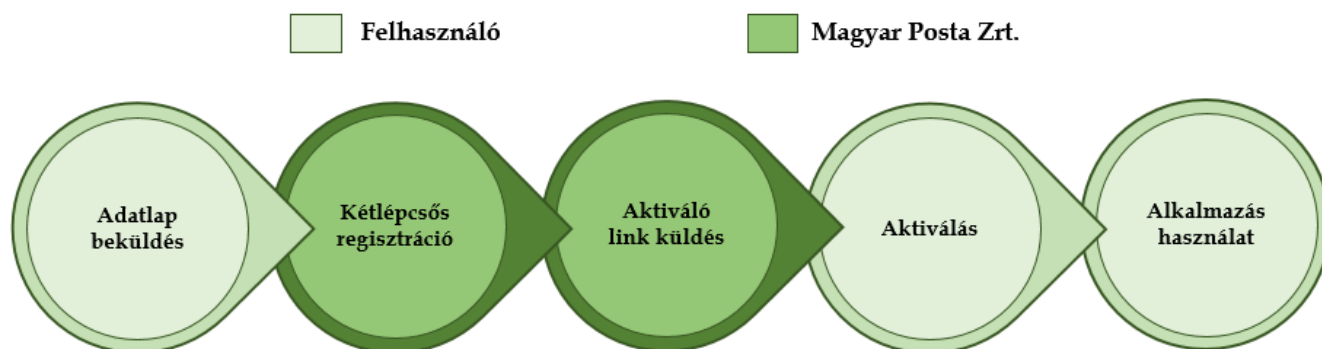 Felhasználó
Magyar Posta Zrt.
Adatlap
beküldés
Kétlépcsős
regisztráció
Aktiváló
link küldés
Aktiválás
Alkalmazás
használat